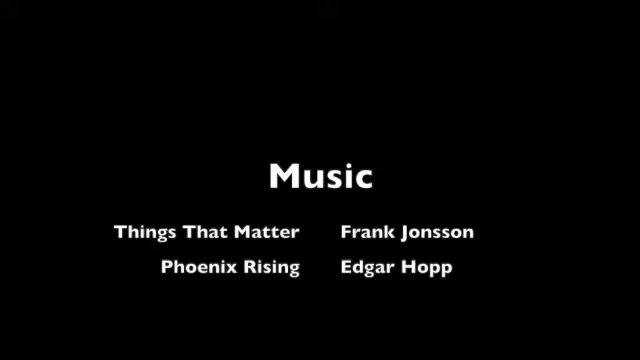 Music
Things That Matter Frank Jonsson
Phoenix Rising Edgar Hopp